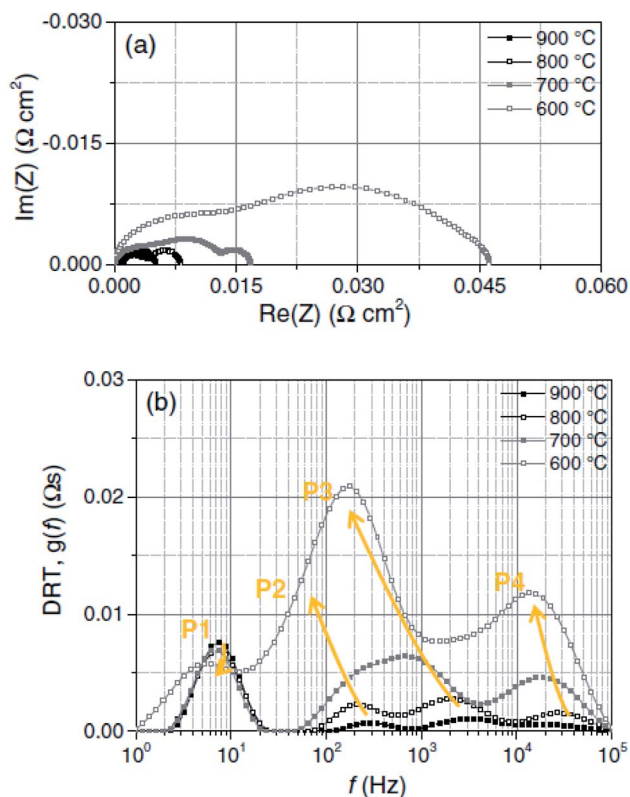 (a)
900 °C
800 °C
700 °C
600 °C
-0.030
-0.015
0.000
Im(Z) (Ω cm²)
0.000 0.015 0.030 0.045 0.060
Re(Z) (Ω cm²)
(b)
900 °C
800 °C
700 °C
600 °C
0.03
0.02
0.01
0.00
DRT, g(f) (Ωs)
P1
P2
P3
P4
10⁰ 10¹ 10² 10³ 10⁴ 10⁵
f (Hz)